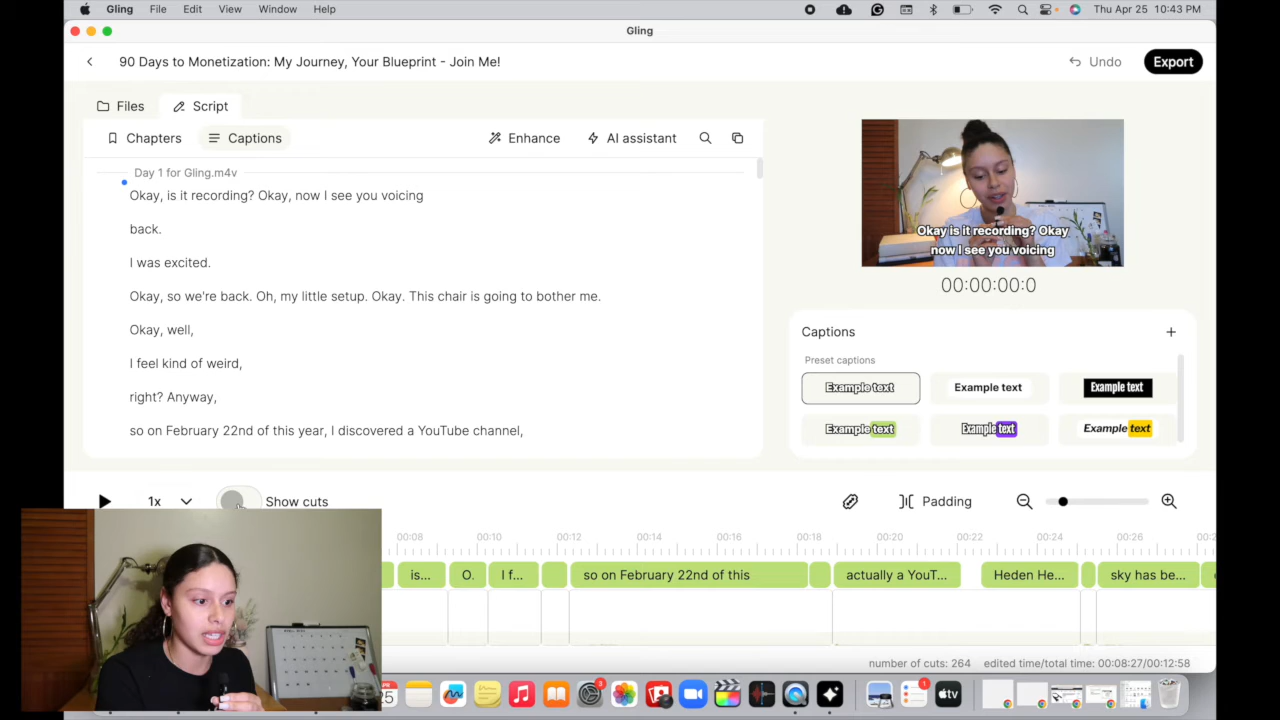 Gling File Edit View Window Help Thu Apr 25 10:43 PM
Gling
90 Days to Monetization: My Journey, Your Blueprint - Join Me! Undo Export
Files Script
Chapters Captions Enhance AI assistant
Day 1 for Gling.m4v
Okay, is it recording? Okay, now I see you voicing
back.
I was excited.
Okay, so we're back. Oh, my little setup. Okay. This chair is going to bother me.
Okay, well,
I feel kind of weird,
right? Anyway,
so on February 22nd of this year, I discovered a YouTube channel,
Okay is it recording? Okay
now I see you voicing
00:00:00:0
Captions
Preset captions
Example text Example text Example text
Example text Example text Example text
1x Show cuts Padding
00:08 00:10 00:12 00:14 00:16 00:18 00:20 00:22 00:24 00:26
is... O. I f... so on February 22nd of this actually a YouT... Heden He... sky has be...
number of cuts: 264 edited time/total time: 00:08:27/00:12:58
tv